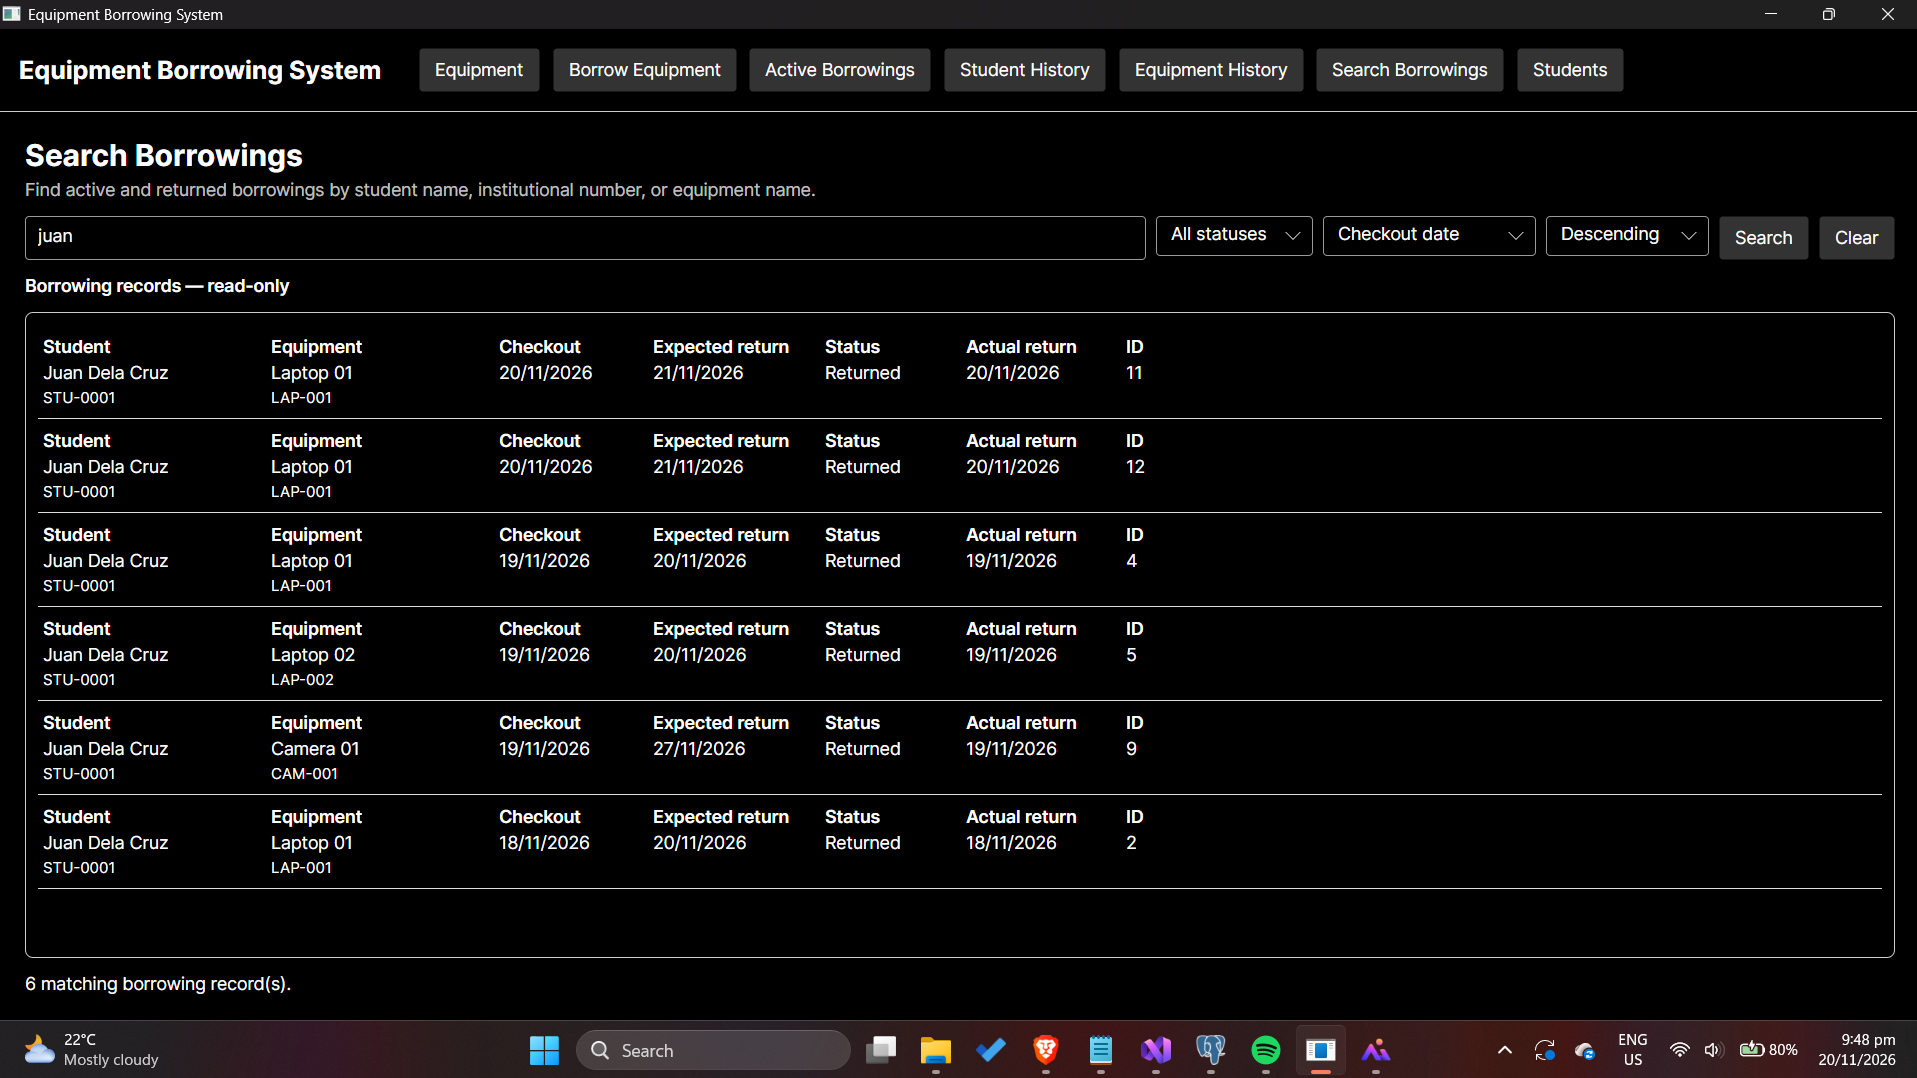 Equipment Borrowing System
Equipment Borrowing System Equipment Borrow Equipment Active Borrowings Student History Equipment History Search Borrowings Students
Search Borrowings
Find active and returned borrowings by student name, institutional number, or equipment name.
juan All statuses Checkout date Descending Search Clear
Borrowing records — read-only
Student Equipment Checkout Expected return Status Actual return ID
Juan Dela Cruz Laptop 01 20/11/2026 21/11/2026 Returned 20/11/2026 11
STU-0001 LAP-001
Student Equipment Checkout Expected return Status Actual return ID
Juan Dela Cruz Laptop 01 20/11/2026 21/11/2026 Returned 20/11/2026 12
STU-0001 LAP-001
Student Equipment Checkout Expected return Status Actual return ID
Juan Dela Cruz Laptop 01 19/11/2026 20/11/2026 Returned 19/11/2026 4
STU-0001 LAP-001
Student Equipment Checkout Expected return Status Actual return ID
Juan Dela Cruz Laptop 02 19/11/2026 20/11/2026 Returned 19/11/2026 5
STU-0001 LAP-002
Student Equipment Checkout Expected return Status Actual return ID
Juan Dela Cruz Camera 01 19/11/2026 27/11/2026 Returned 19/11/2026 9
STU-0001 CAM-001
Student Equipment Checkout Expected return Status Actual return ID
Juan Dela Cruz Laptop 01 18/11/2026 20/11/2026 Returned 18/11/2026 2
STU-0001 LAP-001
6 matching borrowing record(s).
22°C ENG 9:48 pm
Mostly cloudy Search US 80% 20/11/2026